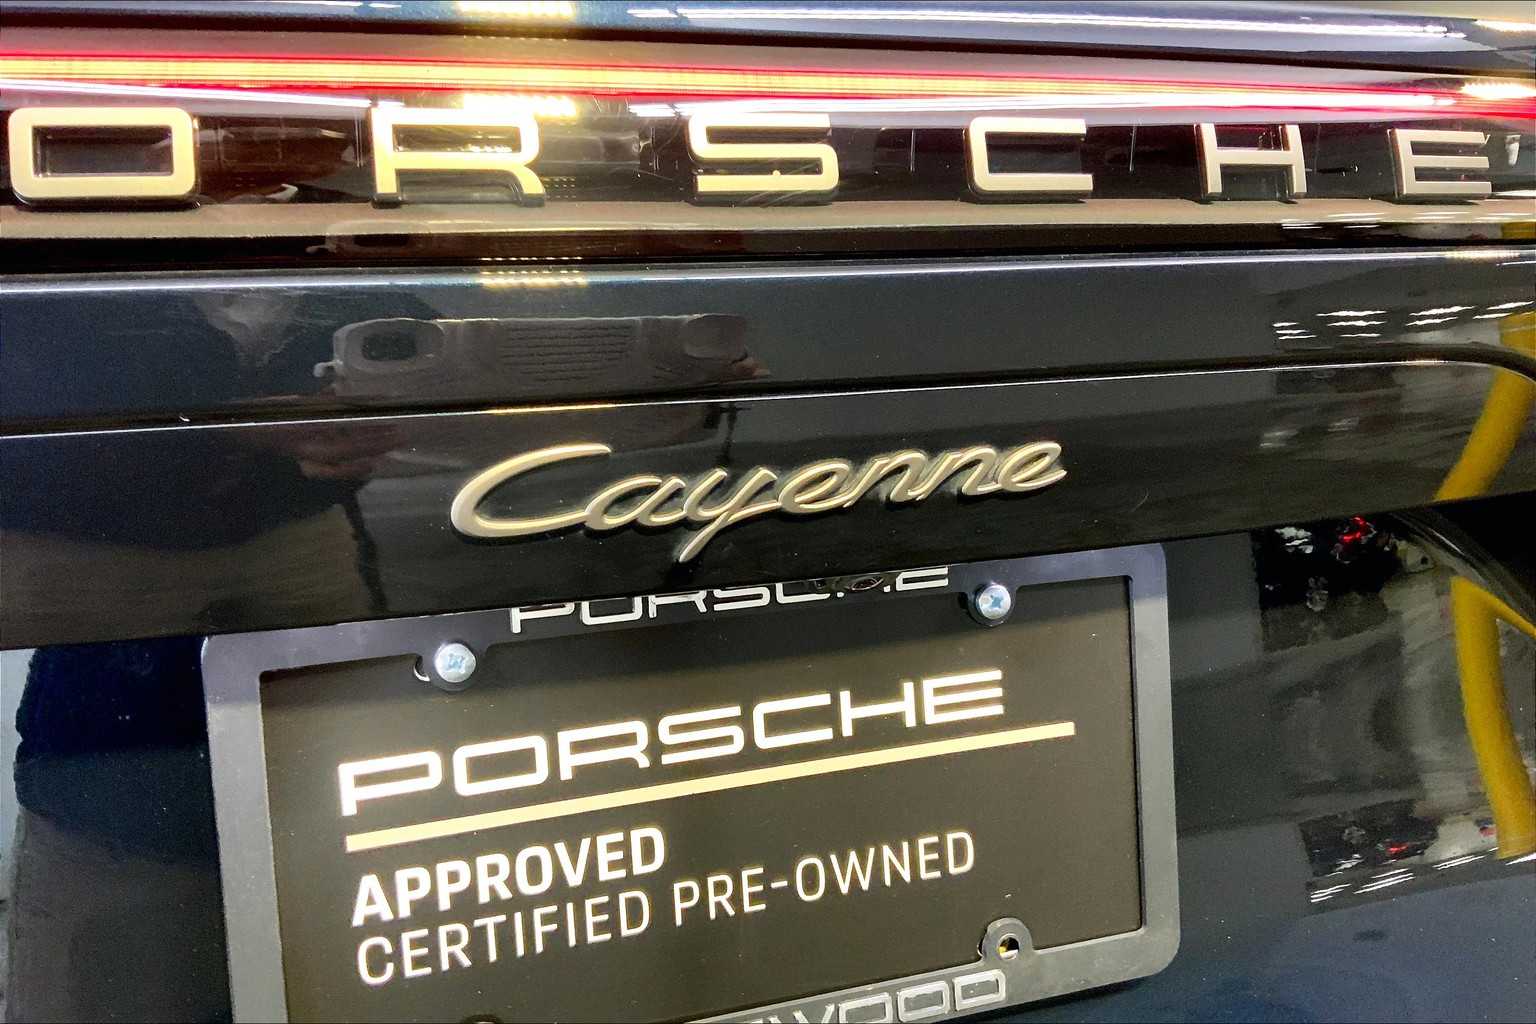 ORSCHE
Cayenne
PORSCHE
PORSCHE
APPROVED
CERTIFIED PRE-OWNED